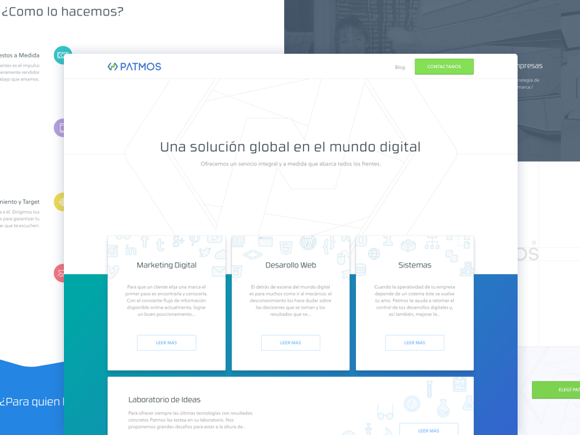 ¿Como lo hacemos?
estos a Medida
miento y Target
¿Para quien l
PATMOS
Blog
CONTACTANOS
Una solución global en el mundo digital
Ofrecemos un servicio integral y a medida que abarca todos los frentes.
Marketing Digital
Para que un cliente elija una marca el
primer paso es encontrarla y conocerla.
Con el constante flujo de información
disponible online actualmente, lograr
un buen posicionamiento...
LEER MÁS
Desarollo Web
El detrás de escena del mundo digital
es para muchos como ir al mecánico: el
desconocimiento los hace dudar sobre
las decisiones que se toman y los
resultados que se...
LEER MÁS
Sistemas
Cuando la operatividad de tu empresa
depende de un sistema éste se vuelve
tu amo. Patmos te ayuda a retomar el
control de tus desarrollos digitales y,
así también, mejorar la...
LEER MÁS
Laboratorio de Ideas
Para ofrecer siempre las últimas tecnologías con resultados
concretos Patmos las testea en su laboratorio. Nos
proponemos grandes desafíos para estar a la altura de...
LEER MÁS
mpresas